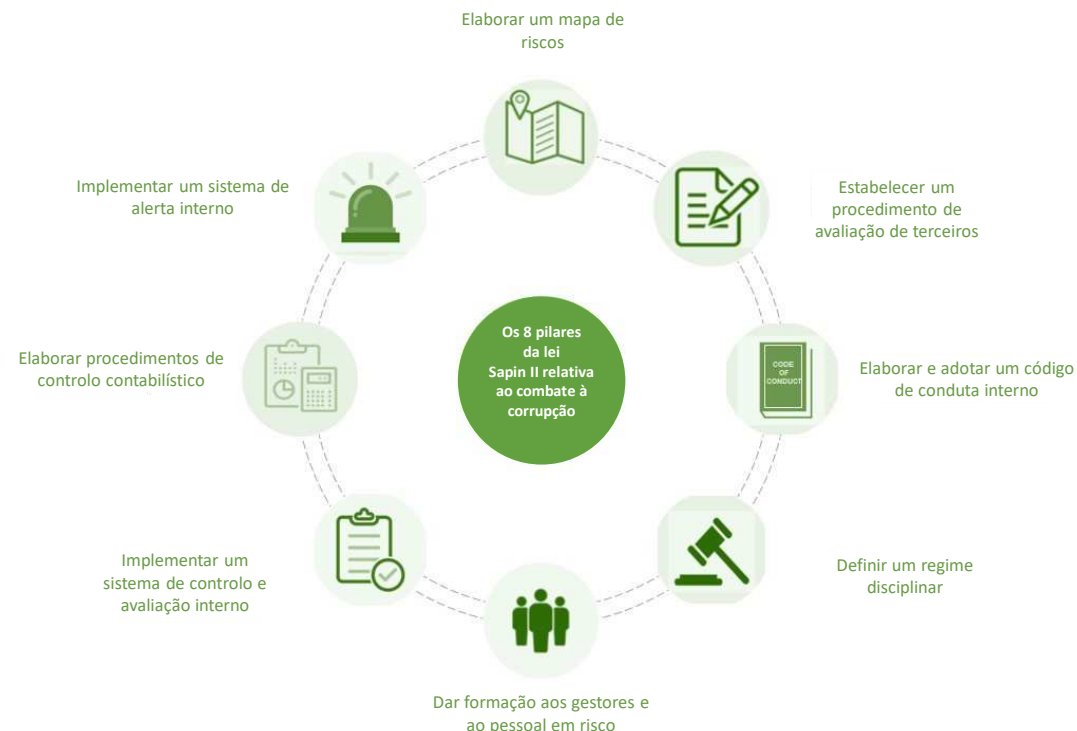 Elaborar um mapa de
riscos
Implementar um sistema de
alerta interno
Estabelecer um
procedimento de
avaliação de terceiros
Os 8 pilares
da lei
Sapin II relativa
ao combate à
corrupção
Elaborar procedimentos de
controlo contabilístico
CODE
OF
CONDUCT
Elaborar e adotar um código
de conduta interno
Implementar um
sistema de controlo e
avaliação interno
Definir um regime
disciplinar
Dar formação aos gestores e
ao pessoal em risco